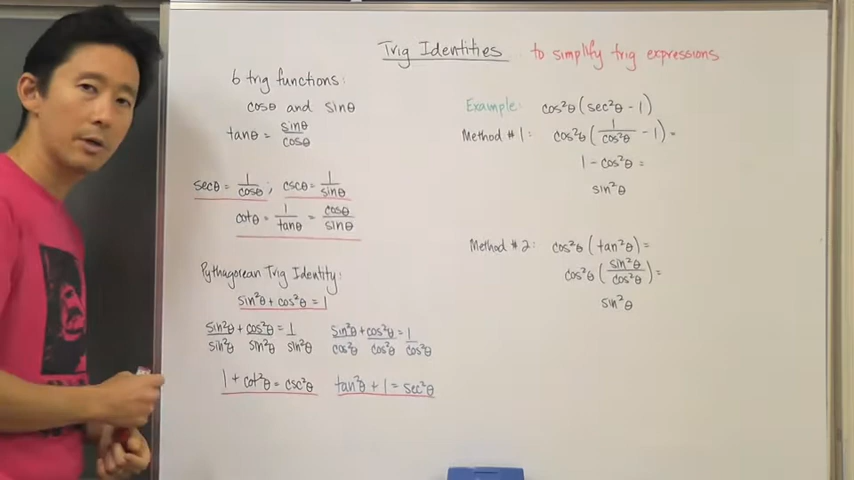 Trig Identities to simplify trig expressions
6 trig functions:
cosθ and sinθ
tanθ = sinθ/cosθ
secθ = 1/cosθ ; cscθ = 1/sinθ
cotθ = 1/tanθ = cosθ/sinθ
Pythagorean Trig Identity:
sin²θ + cos²θ = 1
sin²θ/sin²θ + cos²θ/sin²θ = 1/sin²θ
sin²θ/cos²θ + cos²θ/cos²θ = 1/cos²θ
1 + cot²θ = csc²θ
tan²θ + 1 = sec²θ
Example: cos²θ (sec²θ - 1)
Method #1: cos²θ (1/cos²θ - 1) =
1 - cos²θ =
sin²θ
Method #2: cos²θ (tan²θ) =
cos²θ (sin²θ/cos²θ) =
sin²θ